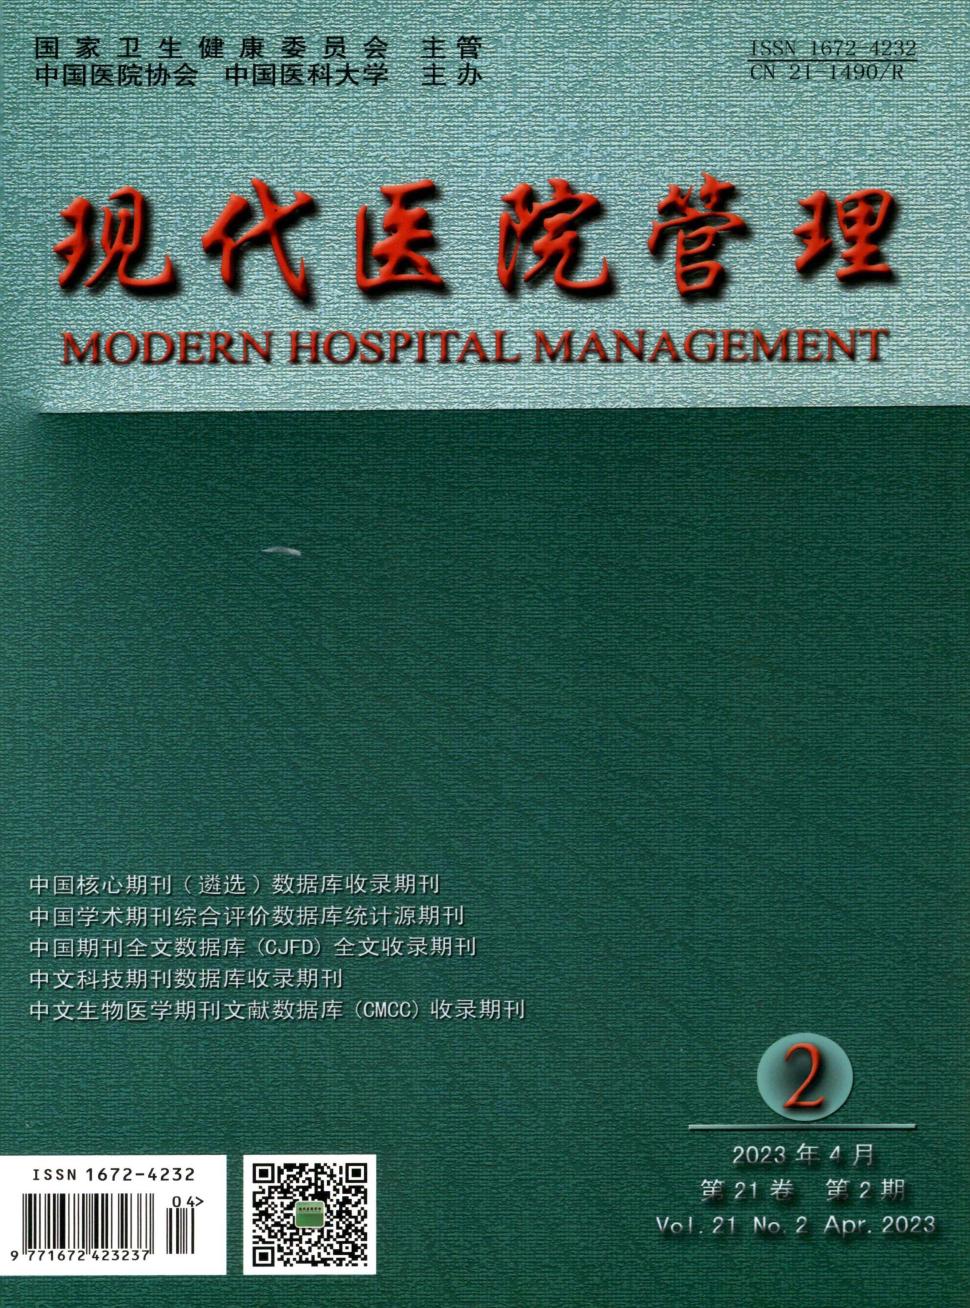 国家卫生健康委员会 主管
中国医院协会 中国医科大学 主办
ISSN 1672-4232
CN 21-1490/R
现代医院管理
MODERN HOSPITAL MANAGEMENT
中国核心期刊（遴选）数据库收录期刊
中国学术期刊综合评价数据库统计源期刊
中国期刊全文数据库（CJFD）全文收录期刊
中文科技期刊数据库收录期刊
中文生物医学期刊文献数据库（CMCC）收录期刊
2
2023年4月
第21卷 第2期
Vol.21 No.2 Apr.2023
ISSN 1672-4232
04>
9 771672 423237